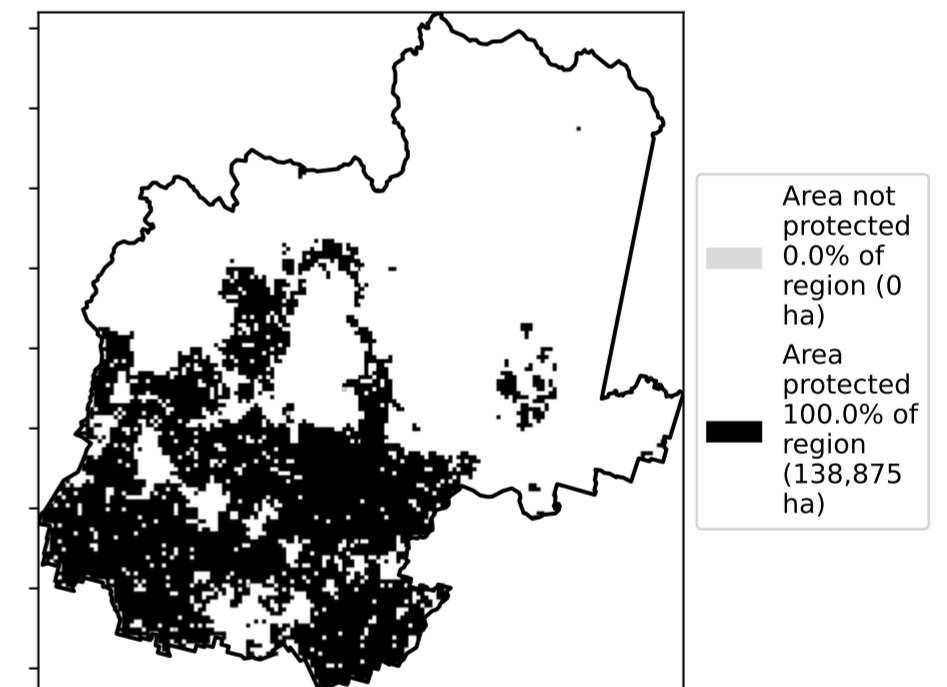 Area not
protected
0.0% of
region (0
ha)
Area
protected
100.0% of
region
(138,875
ha)